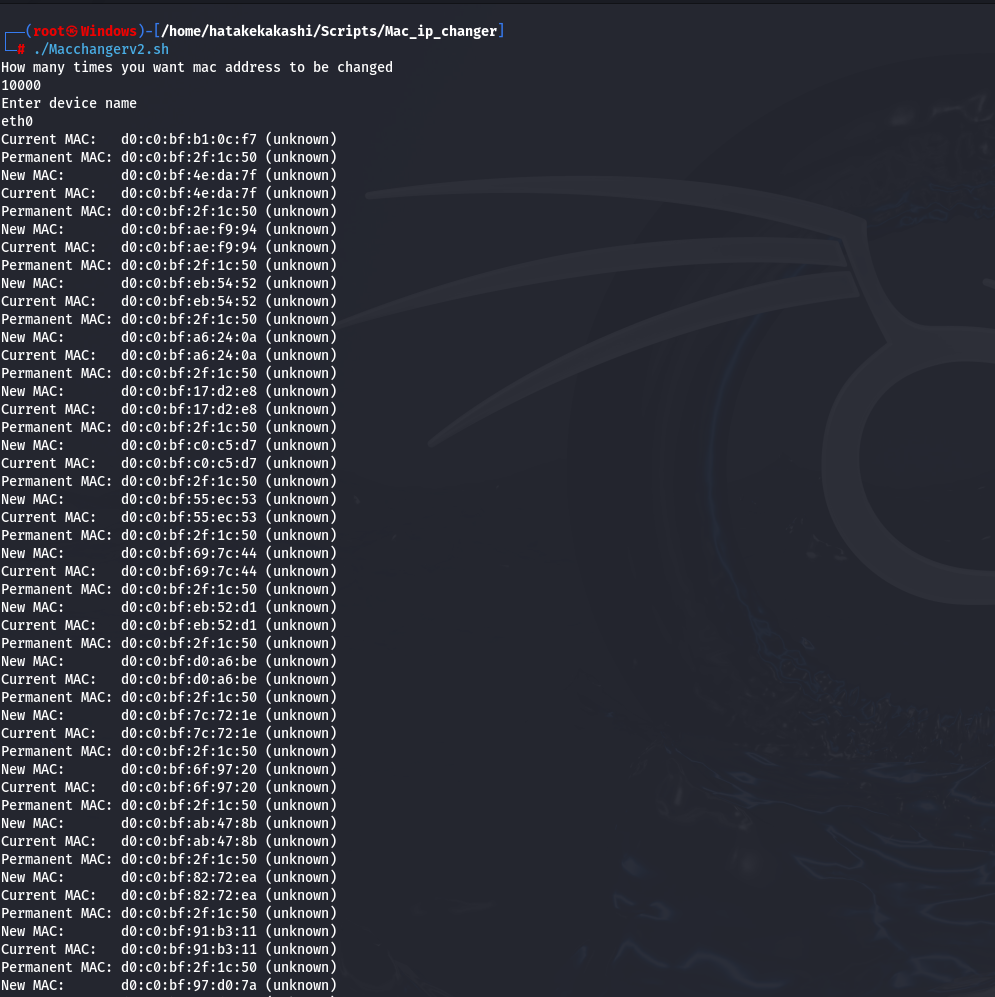 ┌──(root㉿Windows)-[/home/hatakekakashi/Scripts/Mac_ip_changer]
└─# ./Macchangerv2.sh
How many times you want mac address to be changed
10000
Enter device name
eth0
Current MAC:   d0:c0:bf:b1:0c:f7 (unknown)
Permanent MAC: d0:c0:bf:2f:1c:50 (unknown)
New MAC:       d0:c0:bf:4e:da:7f (unknown)
Current MAC:   d0:c0:bf:4e:da:7f (unknown)
Permanent MAC: d0:c0:bf:2f:1c:50 (unknown)
New MAC:       d0:c0:bf:ae:f9:94 (unknown)
Current MAC:   d0:c0:bf:ae:f9:94 (unknown)
Permanent MAC: d0:c0:bf:2f:1c:50 (unknown)
New MAC:       d0:c0:bf:eb:54:52 (unknown)
Current MAC:   d0:c0:bf:eb:54:52 (unknown)
Permanent MAC: d0:c0:bf:2f:1c:50 (unknown)
New MAC:       d0:c0:bf:a6:24:0a (unknown)
Current MAC:   d0:c0:bf:a6:24:0a (unknown)
Permanent MAC: d0:c0:bf:2f:1c:50 (unknown)
New MAC:       d0:c0:bf:17:d2:e8 (unknown)
Current MAC:   d0:c0:bf:17:d2:e8 (unknown)
Permanent MAC: d0:c0:bf:2f:1c:50 (unknown)
New MAC:       d0:c0:bf:c0:c5:d7 (unknown)
Current MAC:   d0:c0:bf:c0:c5:d7 (unknown)
Permanent MAC: d0:c0:bf:2f:1c:50 (unknown)
New MAC:       d0:c0:bf:55:ec:53 (unknown)
Current MAC:   d0:c0:bf:55:ec:53 (unknown)
Permanent MAC: d0:c0:bf:2f:1c:50 (unknown)
New MAC:       d0:c0:bf:69:7c:44 (unknown)
Current MAC:   d0:c0:bf:69:7c:44 (unknown)
Permanent MAC: d0:c0:bf:2f:1c:50 (unknown)
New MAC:       d0:c0:bf:eb:52:d1 (unknown)
Current MAC:   d0:c0:bf:eb:52:d1 (unknown)
Permanent MAC: d0:c0:bf:2f:1c:50 (unknown)
New MAC:       d0:c0:bf:d0:a6:be (unknown)
Current MAC:   d0:c0:bf:d0:a6:be (unknown)
Permanent MAC: d0:c0:bf:2f:1c:50 (unknown)
New MAC:       d0:c0:bf:7c:72:1e (unknown)
Current MAC:   d0:c0:bf:7c:72:1e (unknown)
Permanent MAC: d0:c0:bf:2f:1c:50 (unknown)
New MAC:       d0:c0:bf:6f:97:20 (unknown)
Current MAC:   d0:c0:bf:6f:97:20 (unknown)
Permanent MAC: d0:c0:bf:2f:1c:50 (unknown)
New MAC:       d0:c0:bf:ab:47:8b (unknown)
Current MAC:   d0:c0:bf:ab:47:8b (unknown)
Permanent MAC: d0:c0:bf:2f:1c:50 (unknown)
New MAC:       d0:c0:bf:82:72:ea (unknown)
Current MAC:   d0:c0:bf:82:72:ea (unknown)
Permanent MAC: d0:c0:bf:2f:1c:50 (unknown)
New MAC:       d0:c0:bf:91:b3:11 (unknown)
Current MAC:   d0:c0:bf:91:b3:11 (unknown)
Permanent MAC: d0:c0:bf:2f:1c:50 (unknown)
New MAC:       d0:c0:bf:97:d0:7a (unknown)